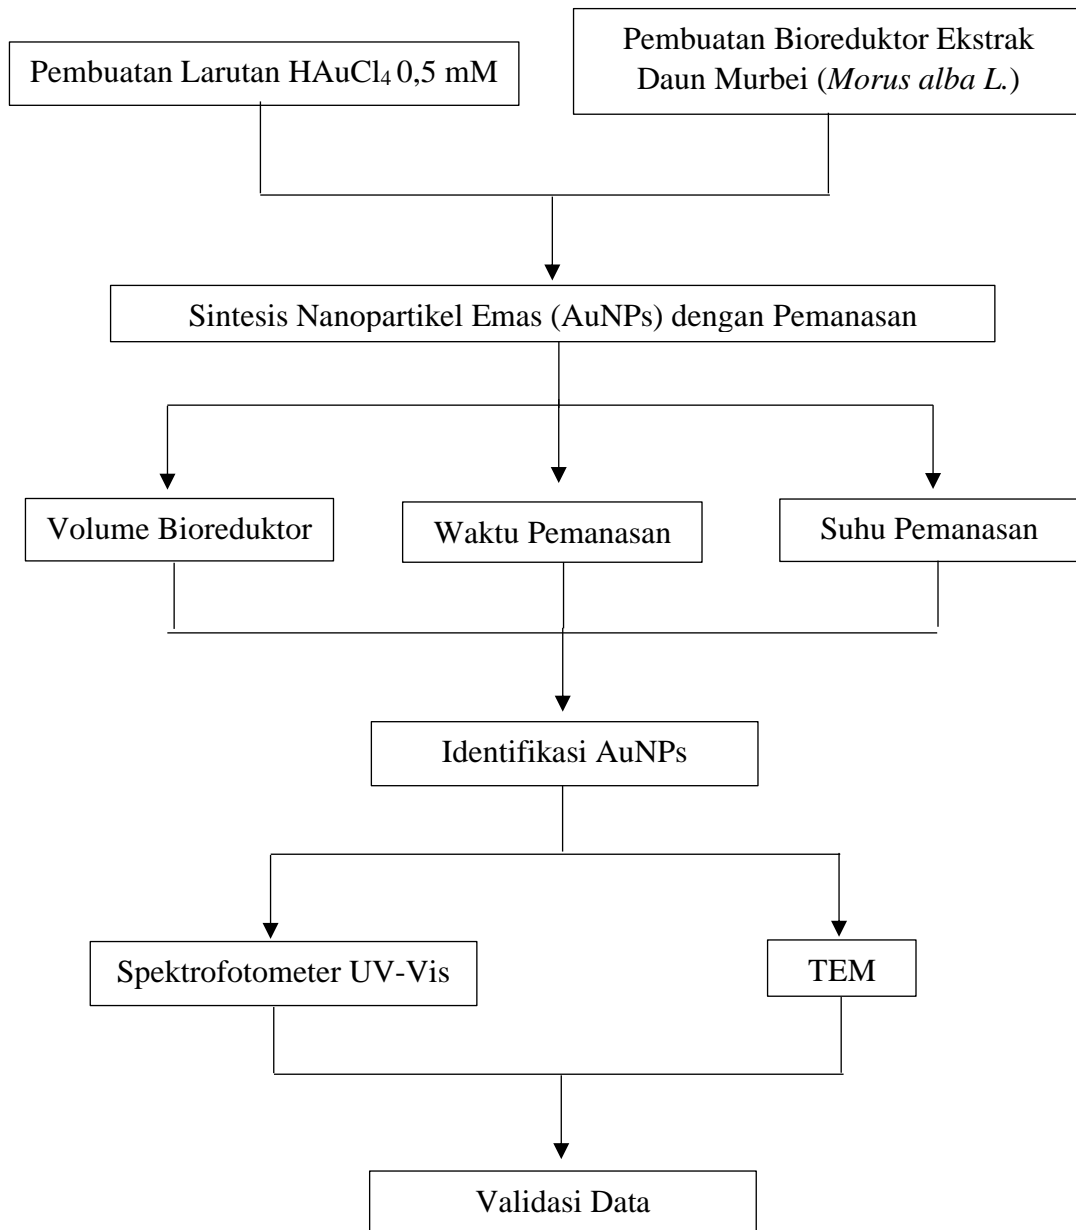 Pembuatan Larutan HAuCl₄ 0,5 mM
Pembuatan Bioreduktor Ekstrak
Daun Murbei (Morus alba L.)
Sintesis Nanopartikel Emas (AuNPs) dengan Pemanasan
Volume Bioreduktor
Waktu Pemanasan
Suhu Pemanasan
Identifikasi AuNPs
Spektrofotometer UV-Vis
TEM
Validasi Data